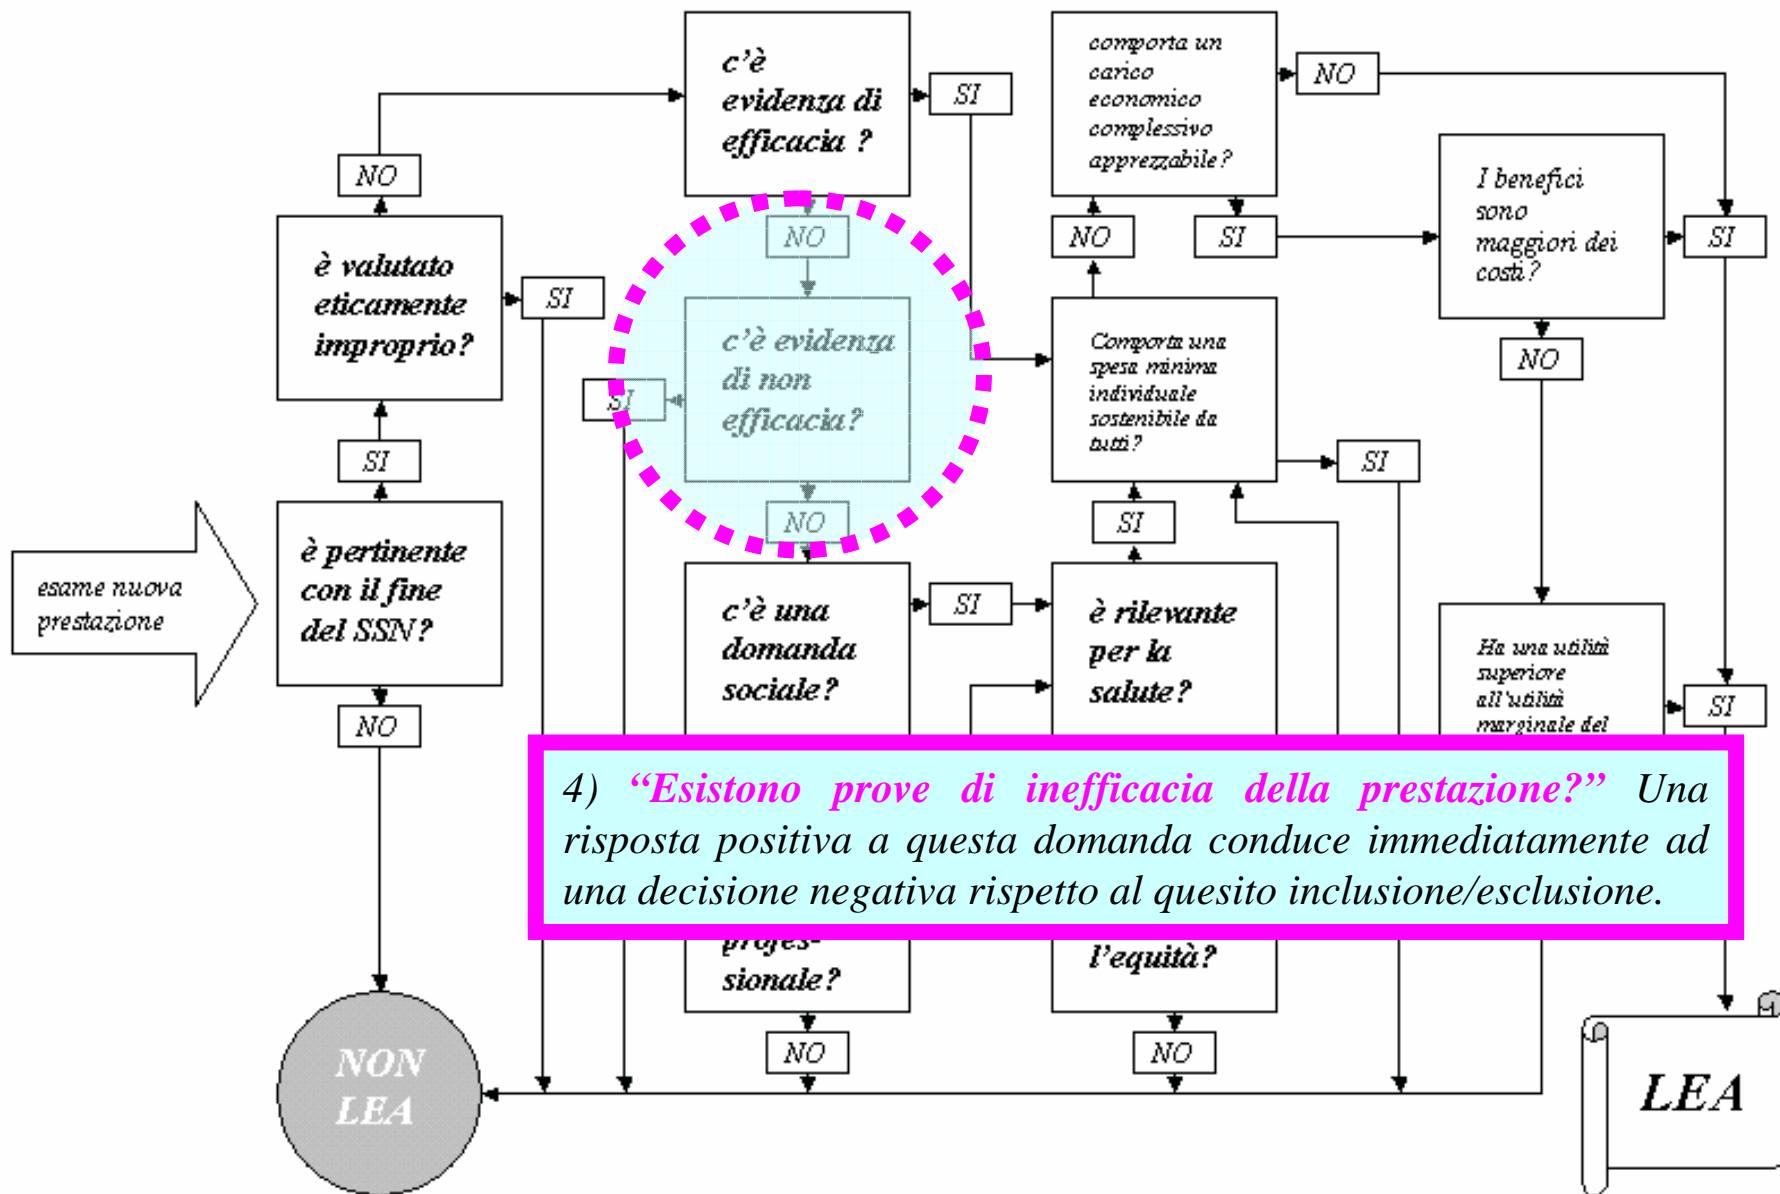 esame nuova
prestazione
è pertinente
con il fine
del SSN?
NO
SI
è valutato
eticamente
improprio?
SI
NO
c'è
evidenza di
efficacia ?
SI
NO
c'è evidenza
di non
efficacia?
SI
NO
c'è una
domanda
sociale?
SI
profes-
sionale?
NO
è rilevante
per la
salute?
SI
l'equità?
NO
Comporta una
spesa minima
individuale
sostenibile da
tutti?
SI
NO
comporta un
carico
economico
complessivo
apprezzabile?
NO
SI
I benefici
sono
maggiori dei
costi?
SI
NO
Ha una utilità
superiore
all'utilità
marginale del
SI
4) “Esistono prove di inefficacia della prestazione?” Una
risposta positiva a questa domanda conduce immediatamente ad
una decisione negativa rispetto al quesito inclusione/esclusione.
NON
LEA
LEA